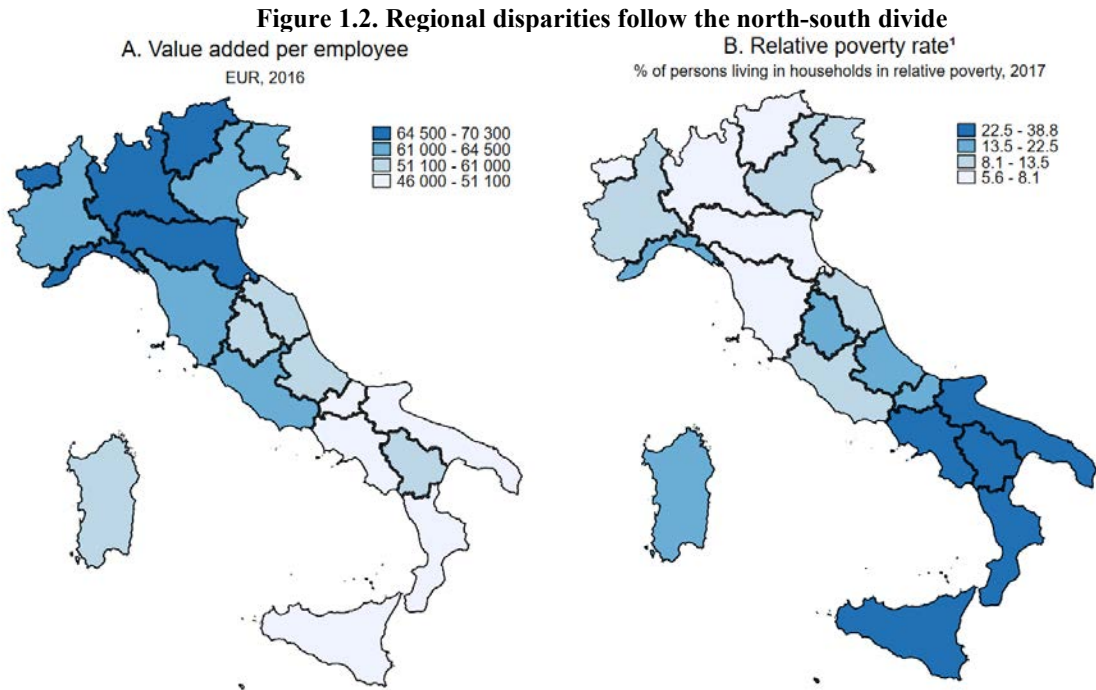 Figure 1.2. Regional disparities follow the north-south divide
A. Value added per employee
EUR, 2016
64 500 - 70 300
61 000 - 64 500
51 100 - 61 000
46 000 - 51 100
B. Relative poverty rate¹
% of persons living in households in relative poverty, 2017
22.5 - 38.8
13.5 - 22.5
8.1 - 13.5
5.6 - 8.1